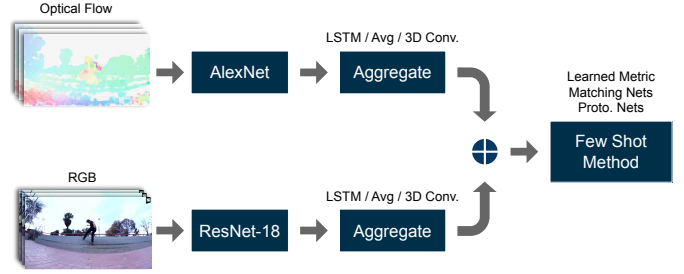 Optical Flow
LSTM / Avg / 3D Conv.
AlexNet
Aggregate
Learned Metric
Matching Nets
Proto. Nets
Few Shot
Method
RGB
LSTM / Avg / 3D Conv.
ResNet-18
Aggregate